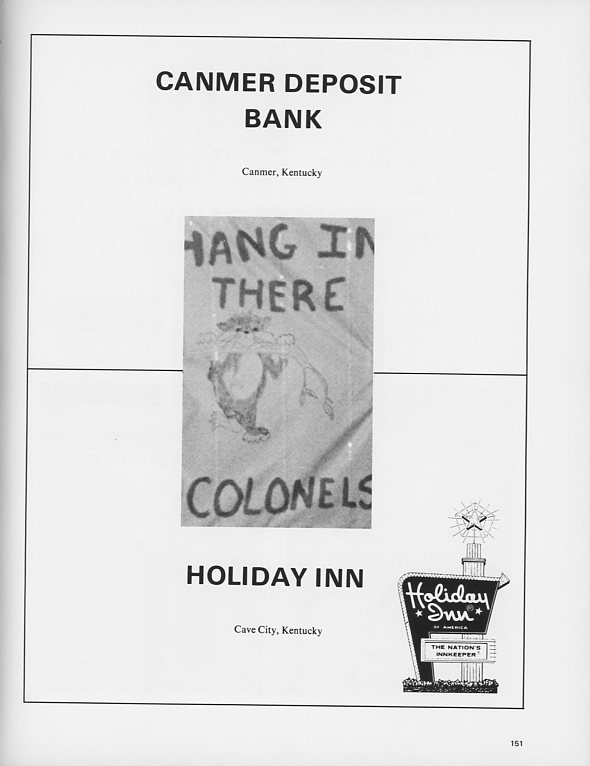 CANMER DEPOSIT
BANK
Canmer, Kentucky
HANG IN
THERE
COLONELS
HOLIDAY INN
Cave City, Kentucky
Holiday
Inn®
OF AMERICA
THE NATION'S
INNKEEPER
151